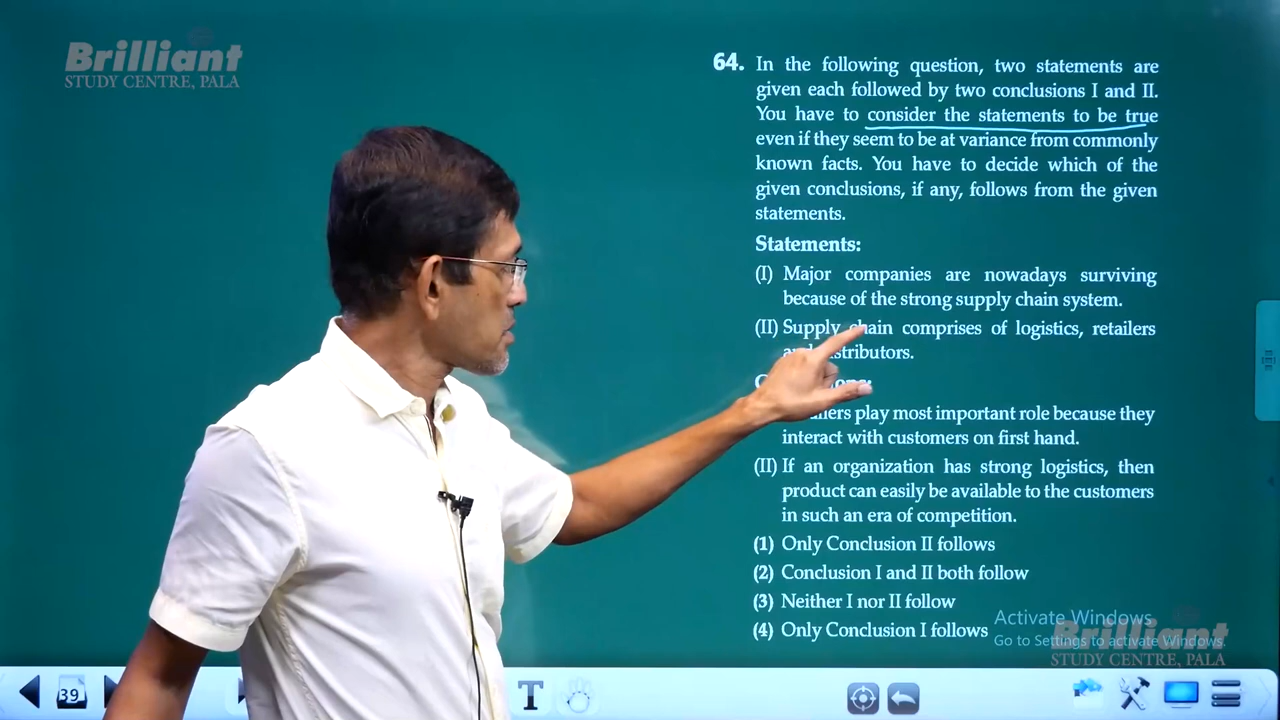 Brilliant
STUDY CENTRE, PALA
64. In the following question, two statements are
given each followed by two conclusions I and II.
You have to consider the statements to be true
even if they seem to be at variance from commonly
known facts. You have to decide which of the
given conclusions, if any, follows from the given
statements.
Statements:
(I) Major companies are nowadays surviving
because of the strong supply chain system.
(II) Supply chain comprises of logistics, retailers
play most important role because they
interact with customers on first hand.
(II) If an organization has strong logistics, then
product can easily be available to the customers
in such an era of competition.
(1) Only Conclusion II follows
(2) Conclusion I and II both follow
(3) Neither I nor II follow
(4) Only Conclusion I follows
Activate Windows
Go to Settings to activate Windows.
Brilliant
STUDY CENTRE, PALA
39
T